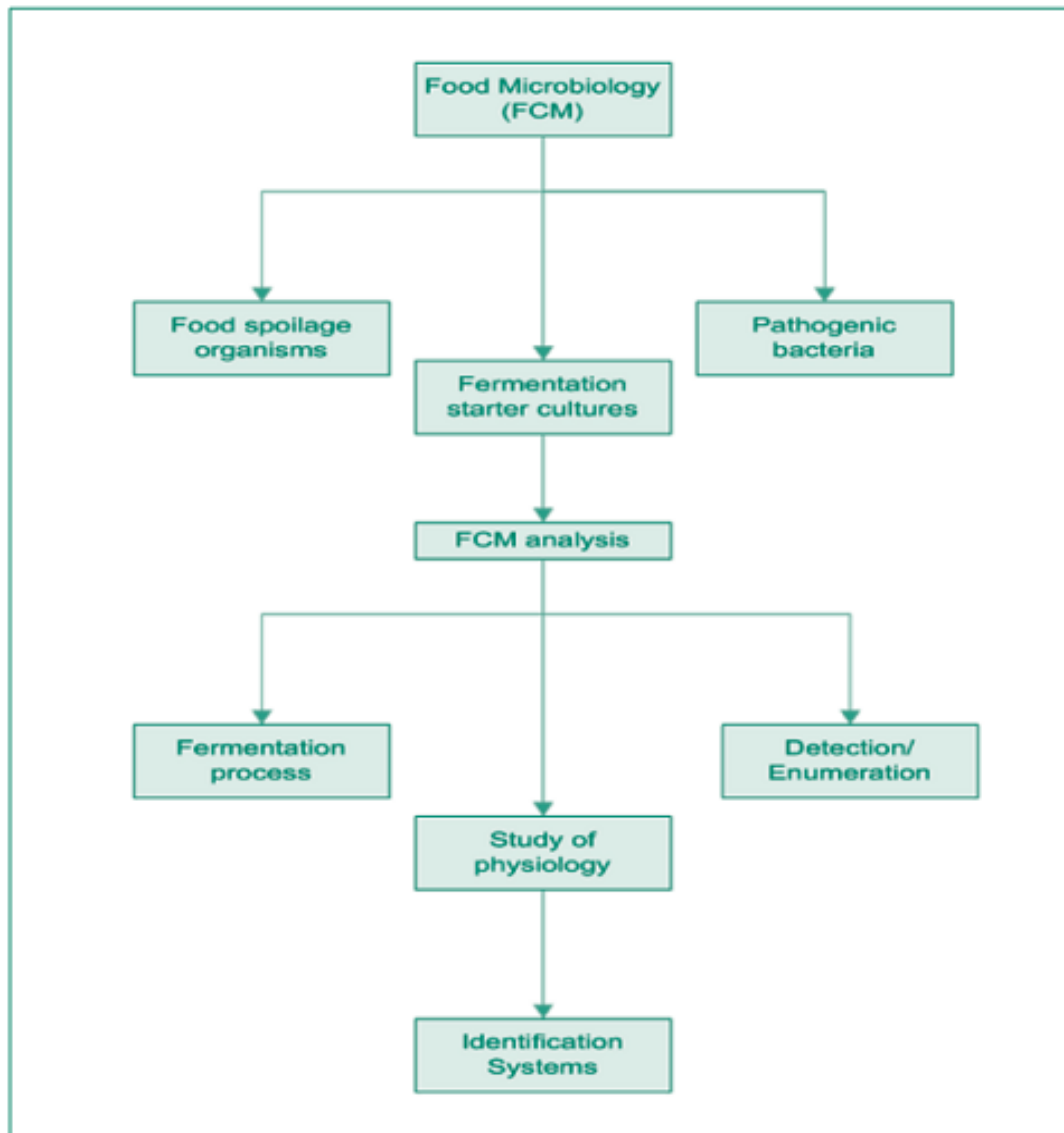 Food Microbiology
(FCM)
Food spoilage
organisms
Pathogenic
bacteria
Fermentation
starter cultures
FCM analysis
Fermentation
process
Detection/
Enumeration
Study of
physiology
Identification
Systems